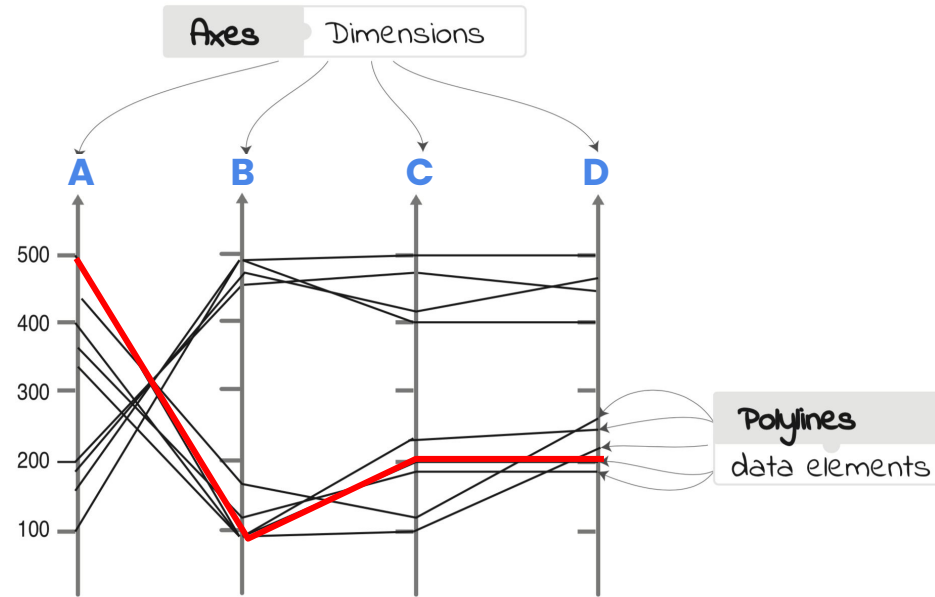 Axes Dimensions
A B C D
500
400
300
200
100
Polylines
data elements